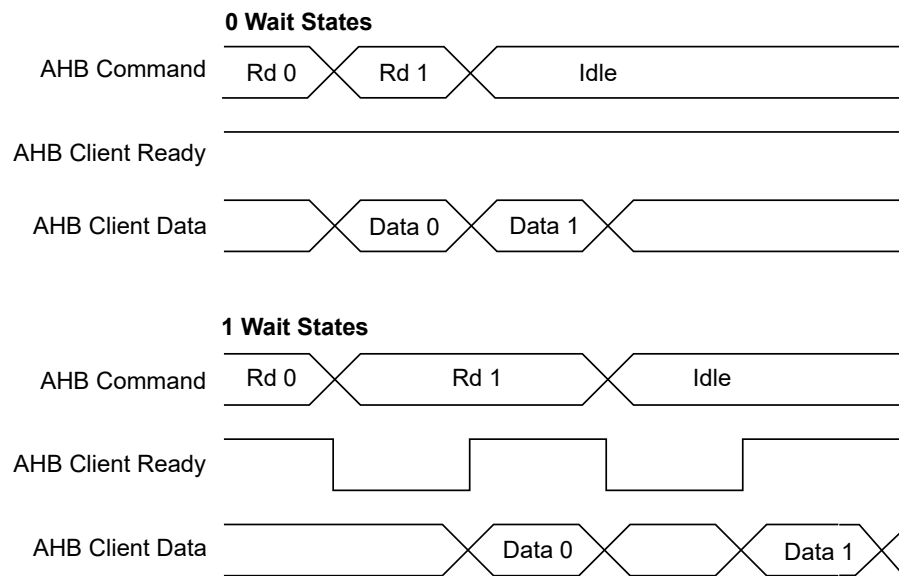 0 Wait States
AHB Command Rd 0 Rd 1 Idle
AHB Client Ready
AHB Client Data Data 0 Data 1
1 Wait States
AHB Command Rd 0 Rd 1 Idle
AHB Client Ready
AHB Client Data Data 0 Data 1